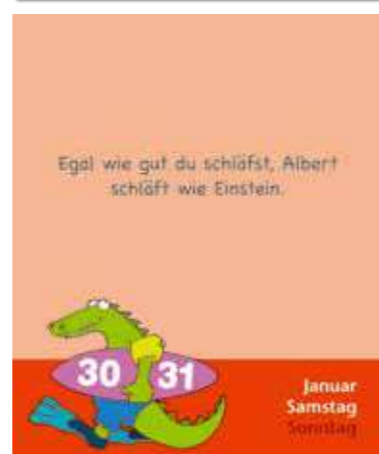 Egal wie gut du schläfst, Albert
schläft wie Einstein.
30 31
Januar
Samstag
Sonntag